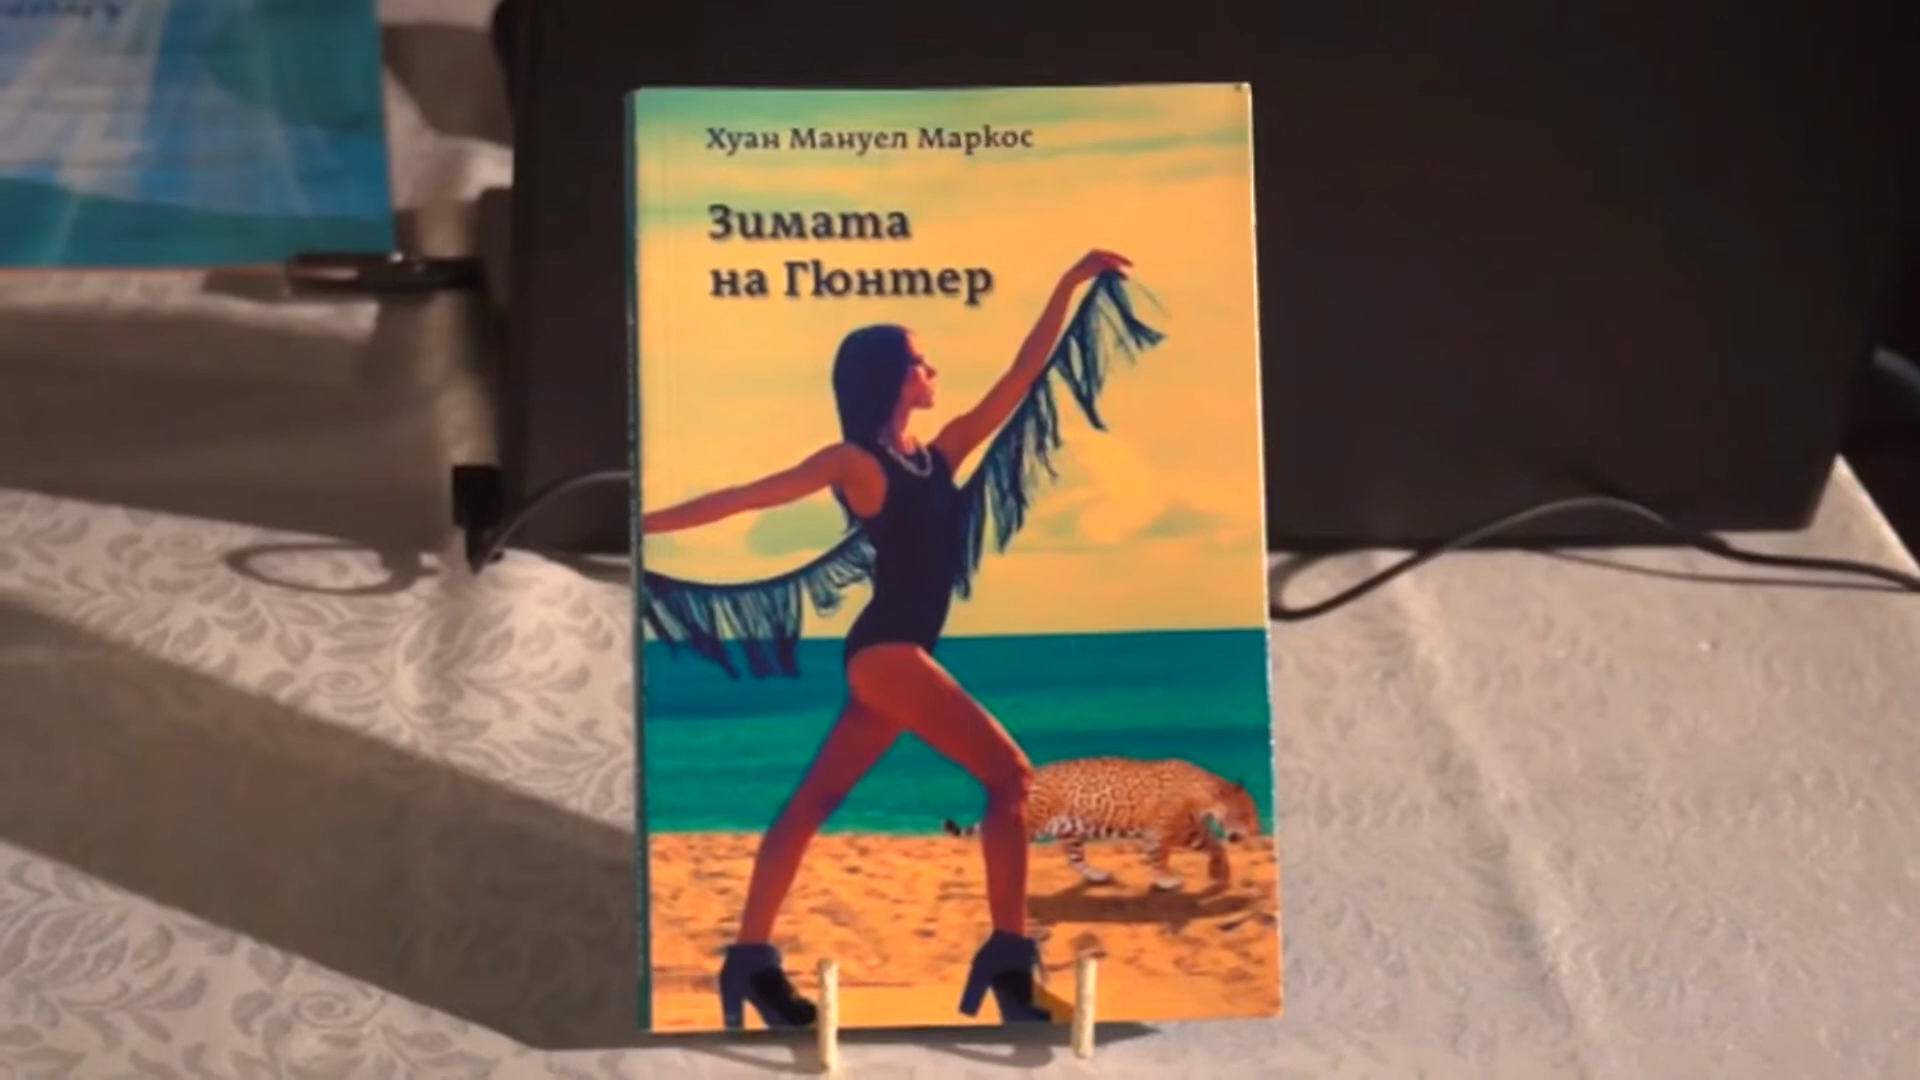 Хуан Мануел Маркос
Зимата
на Гюнтер